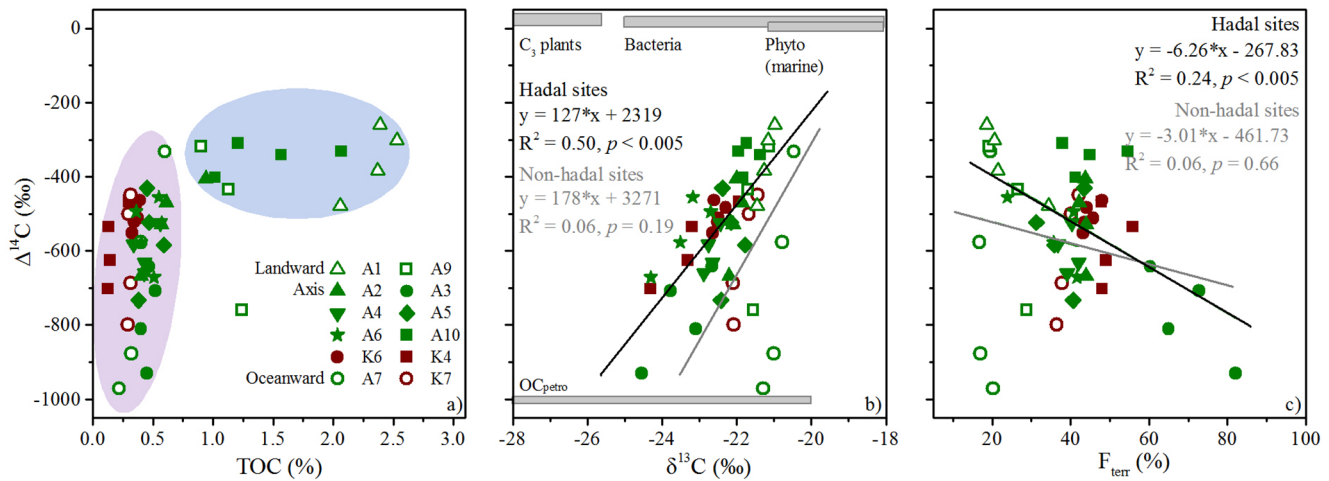 0
-200
-400
-600
-800
-1000
Δ¹⁴C (‰)
0.0 0.5 1.0 1.5 2.0 2.5 3.0
TOC (%)
Landward A1 A9
Axis A2 A3
A4 A5
A6 A10
K6 K4
Oceanward A7 K7
a)
C₃ plants Bacteria Phyto
(marine)
Hadal sites
y = 127*x + 2319
R² = 0.50, p < 0.005
Non-hadal sites
y = 178*x + 3271
R² = 0.06, p = 0.19
OCpetro
b)
-28 -26 -24 -22 -20 -18
δ¹³C (‰)
Hadal sites
y = -6.26*x - 267.83
R² = 0.24, p < 0.005
Non-hadal sites
y = -3.01*x - 461.73
R² = 0.06, p = 0.66
c)
20 40 60 80 100
Fterr (%)